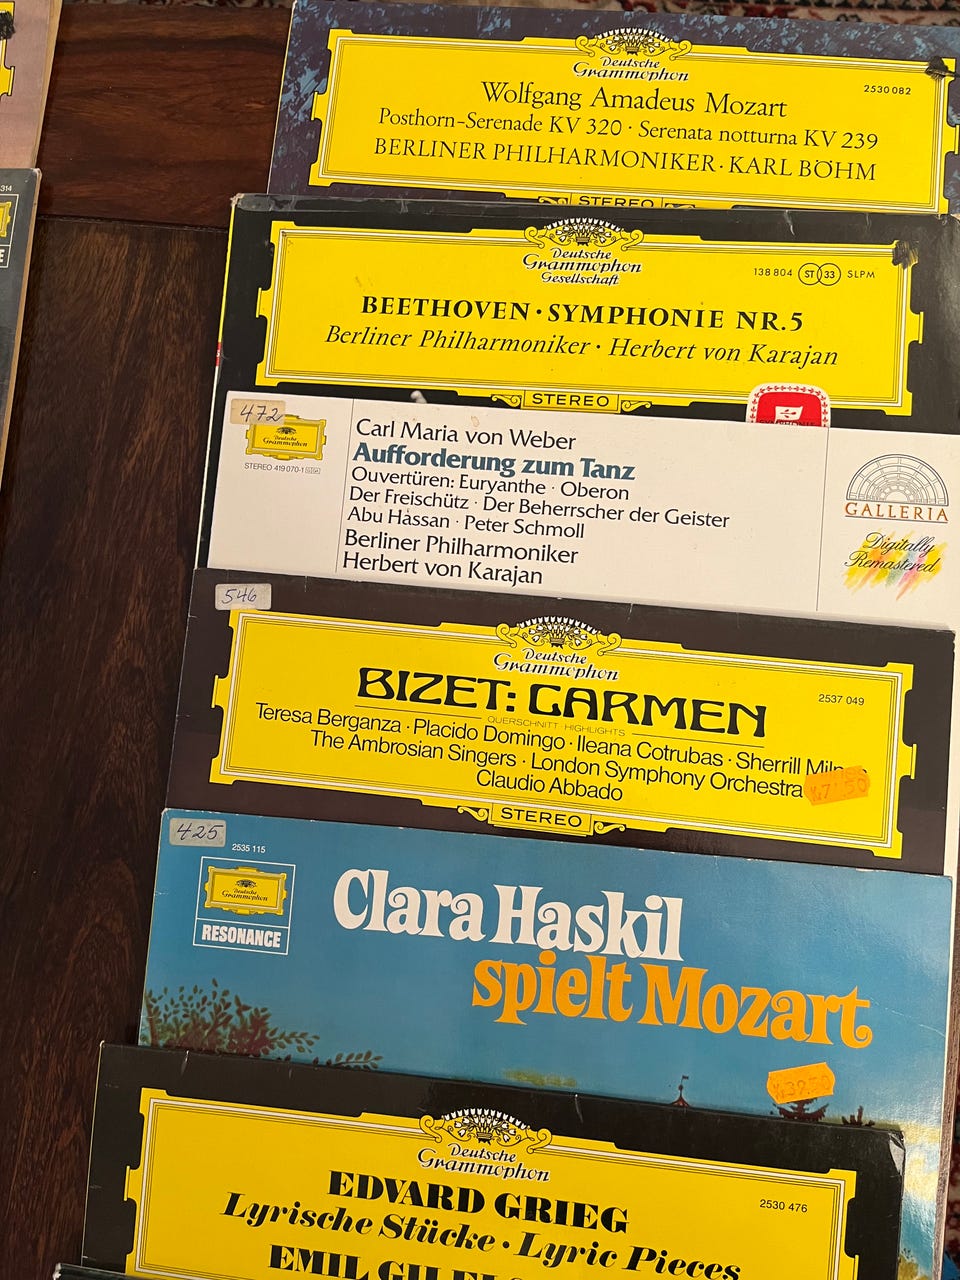 Deutsche
Grammophon
2530 082
Wolfgang Amadeus Mozart
Posthorn-Serenade KV 320 · Serenata notturna KV 239
BERLINER PHILHARMONIKER · KARL BÖHM
STEREO
314
Deutsche
Grammophon
Gesellschaft
138 804 ST 33 SLPM
BEETHOVEN · SYMPHONIE NR. 5
Berliner Philharmoniker · Herbert von Karajan
STEREO
472
Deutsche
Grammophon
STEREO 419 070-1
Carl Maria von Weber
Aufforderung zum Tanz
Ouvertüren: Euryanthe · Oberon
Der Freischütz · Der Beherrscher der Geister
Abu Hassan · Peter Schmoll
Berliner Philharmoniker
Herbert von Karajan
GALLERIA
Digitally
Remastered
546
Deutsche
Grammophon
2537 049
BIZET: CARMEN
QUERSCHNITT · HIGHLIGHTS
Teresa Berganza · Placido Domingo · Ileana Cotrubas · Sherrill
The Ambrosian Singers · London Symphony Orchestra
Claudio Abbado
STEREO
425
2535 115
Deutsche
Grammophon
RESONANCE
Clara Haskil
spielt Mozart
Deutsche
Grammophon
2530 476
EDVARD GRIEG
Lyrische Stücke · Lyric Pieces
EMIL